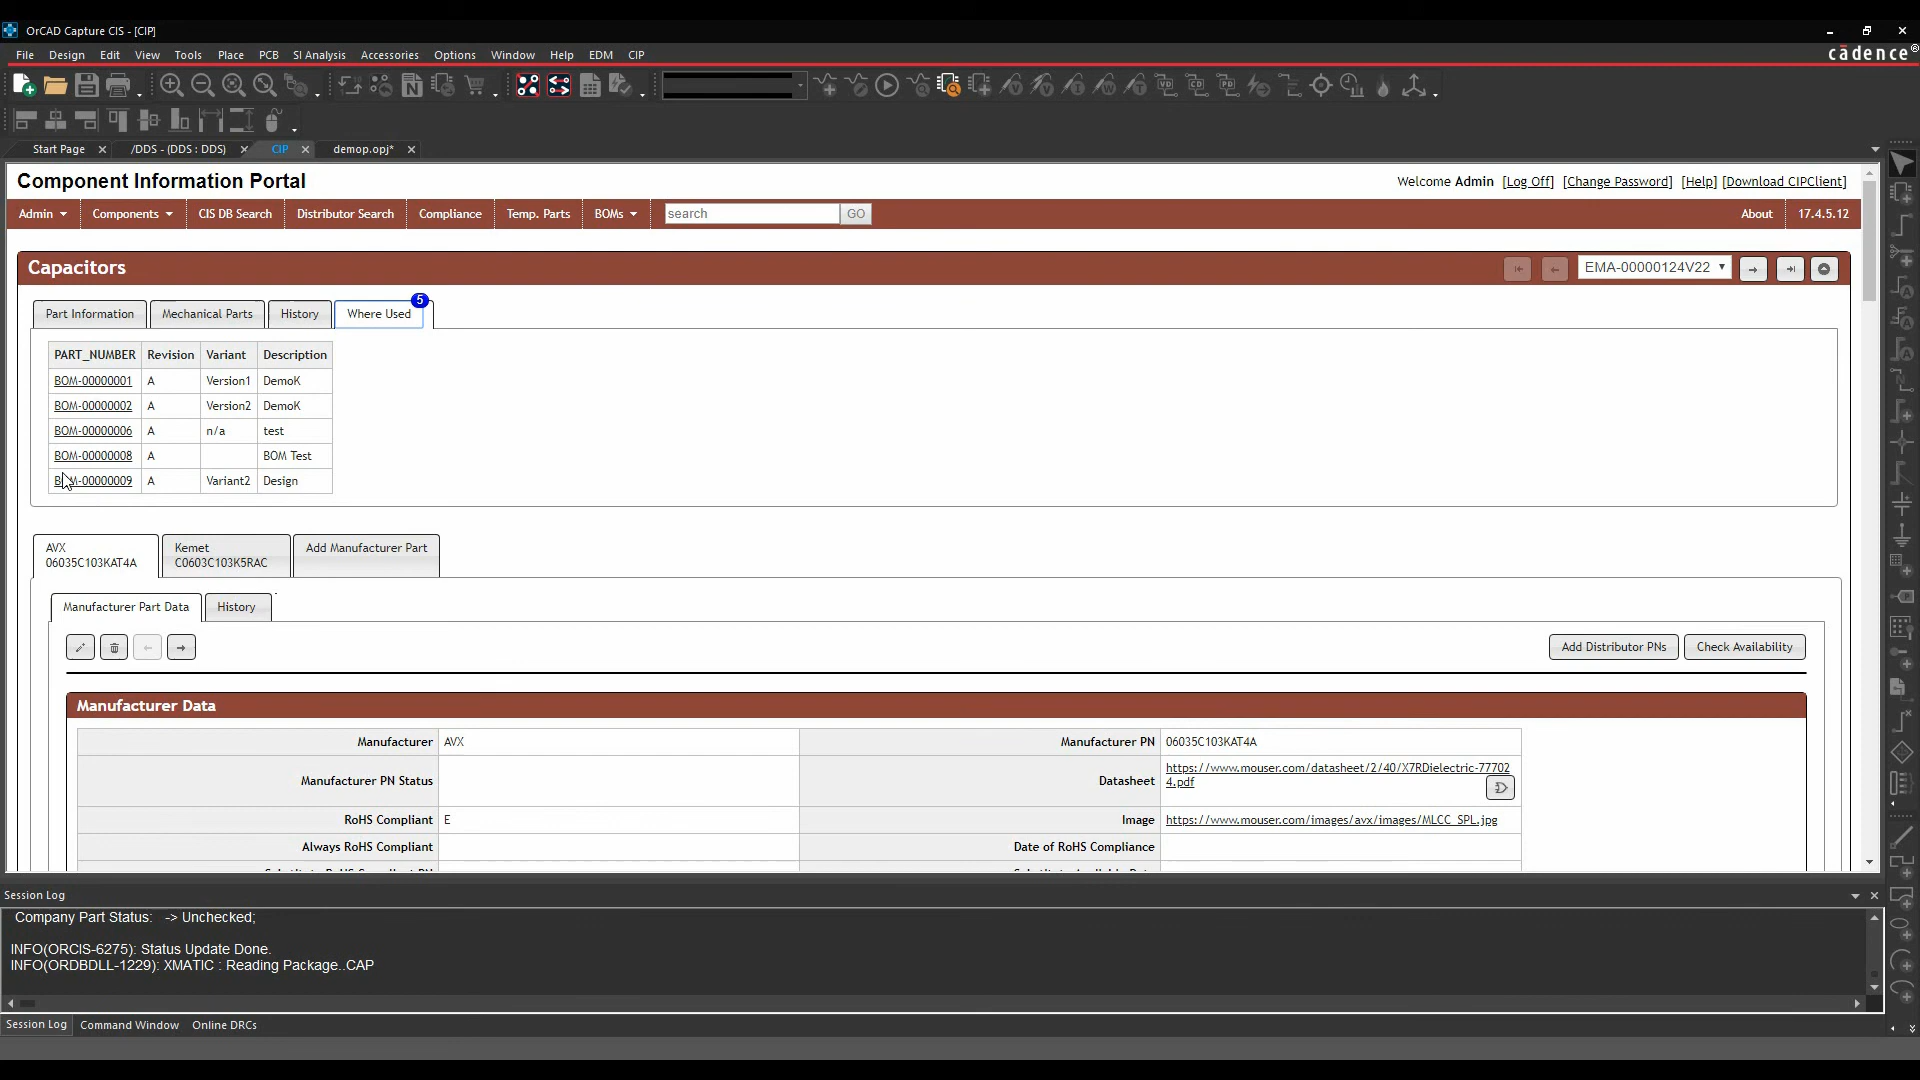 OrCAD Capture CIS - [CIP]
File Design Edit View Tools Place PCB SI Analysis Accessories Options Window Help EDM CIP
cādence®
Start Page /DDS - (DDS : DDS) CIP demop.opj*
Component Information Portal
Welcome Admin [Log Off] [Change Password] [Help] [Download CIPClient]
Admin Components CIS DB Search Distributor Search Compliance Temp. Parts BOMs search GO About 17.4.5.12
Capacitors
EMA-00000124V22
5
Part Information Mechanical Parts History Where Used
PART_NUMBER Revision Variant Description
BOM-00000001 A Version1 DemoK
BOM-00000002 A Version2 DemoK
BOM-00000006 A n/a test
BOM-00000008 A BOM Test
BOM-00000009 A Variant2 Design
AVX
06035C103KAT4A
Kemet
C0603C103K5RAC
Add Manufacturer Part
Manufacturer Part Data History
Add Distributor PNs Check Availability
Manufacturer Data
Manufacturer AVX Manufacturer PN 06035C103KAT4A
Manufacturer PN Status Datasheet https://www.mouser.com/datasheet/2/40/X7RDielectric-77702
4.pdf
RoHS Compliant E Image https://www.mouser.com/images/avx/images/MLCC_SPL.jpg
Always RoHS Compliant Date of RoHS Compliance
Session Log
Company Part Status: -> Unchecked;
INFO(ORCIS-6275): Status Update Done.
INFO(ORDBDLL-1229): XMATIC : Reading Package..CAP
Session Log Command Window Online DRCs